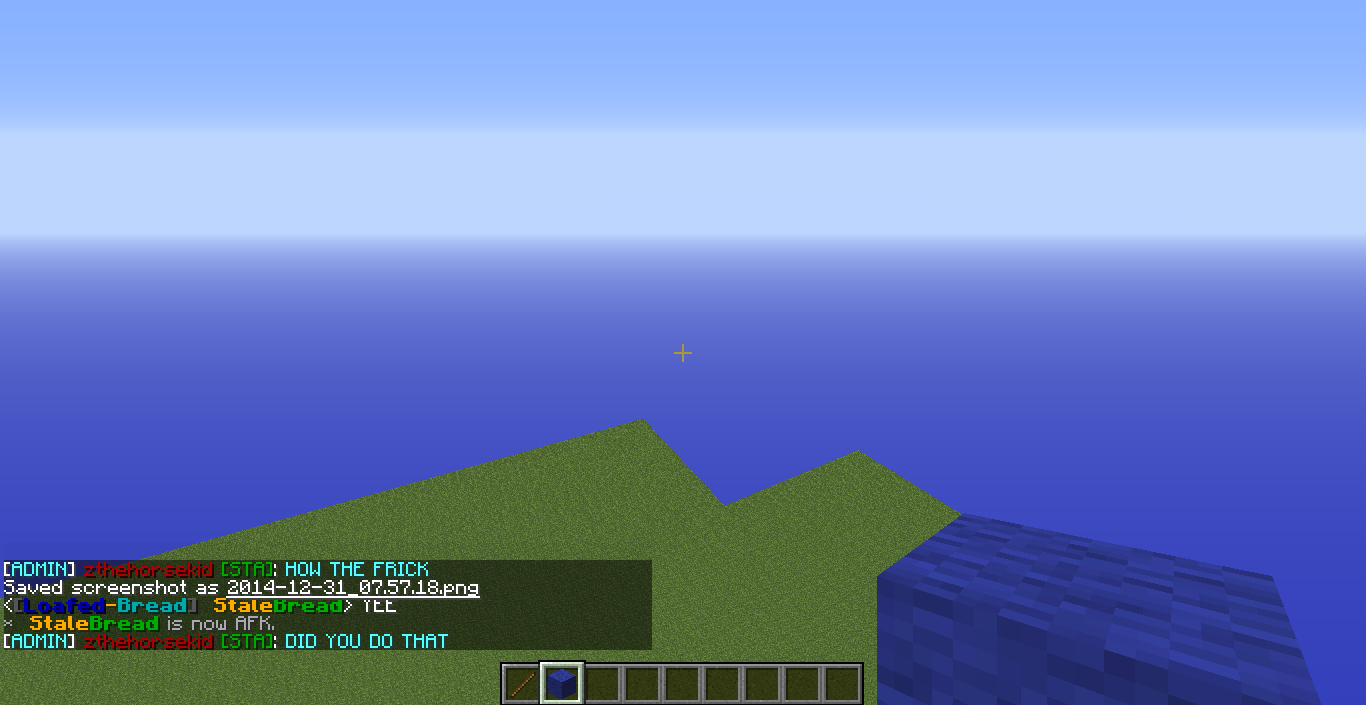 [ADMIN] zthehorsekid [STA]: HOW THE FRICK
Saved screenshot as 2014-12-31_07.57.18.png
<[Loafed-Bread] StaleBread> YEE
* StaleBread is now AFK.
[ADMIN] zthehorsekid [STA]: DID YOU DO THAT